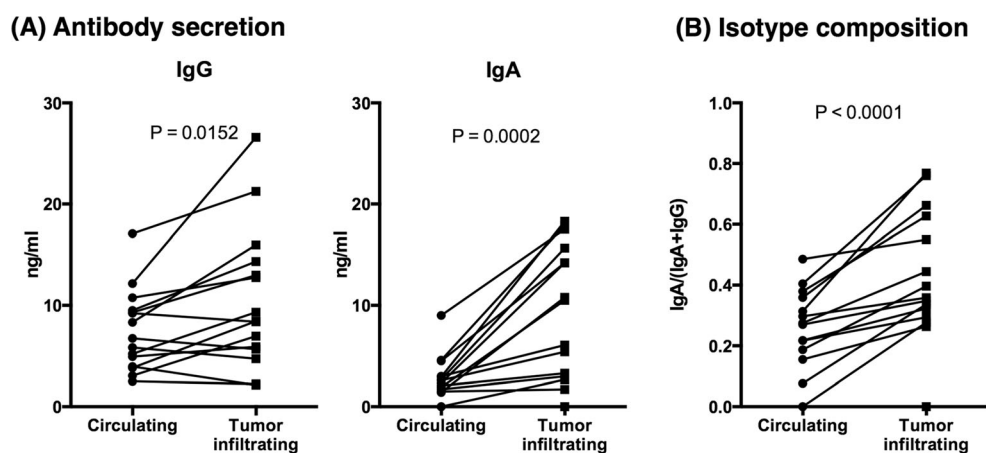 (A) Antibody secretion
IgG
30
20
10
0
ng/ml
P = 0.0152
Circulating
Tumor
infiltrating
IgA
30
20
10
0
ng/ml
P = 0.0002
Circulating
Tumor
infiltrating
(B) Isotype composition
1.0
0.8
0.6
0.4
0.2
0.0
IgA/(IgA+IgG)
P < 0.0001
Circulating
Tumor
infiltrating